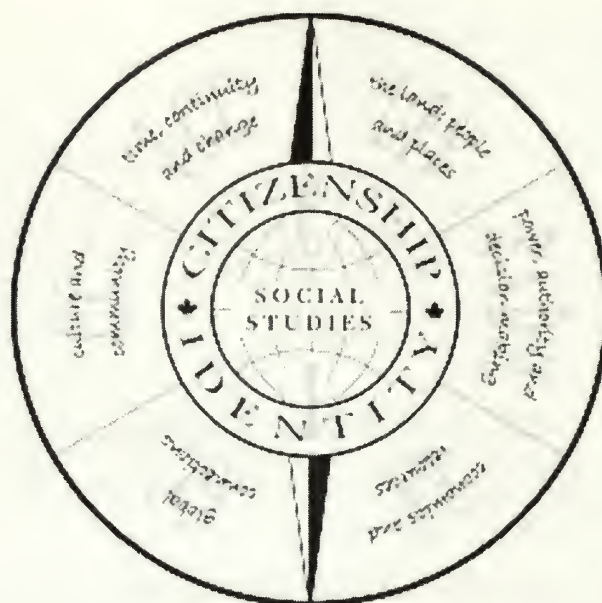 time, continuity
and change
the land: people
and places
power, authority and
decision making
economics and
resources
global
connections
culture and
community
CITIZENSHIP
IDENTITY
SOCIAL
STUDIES